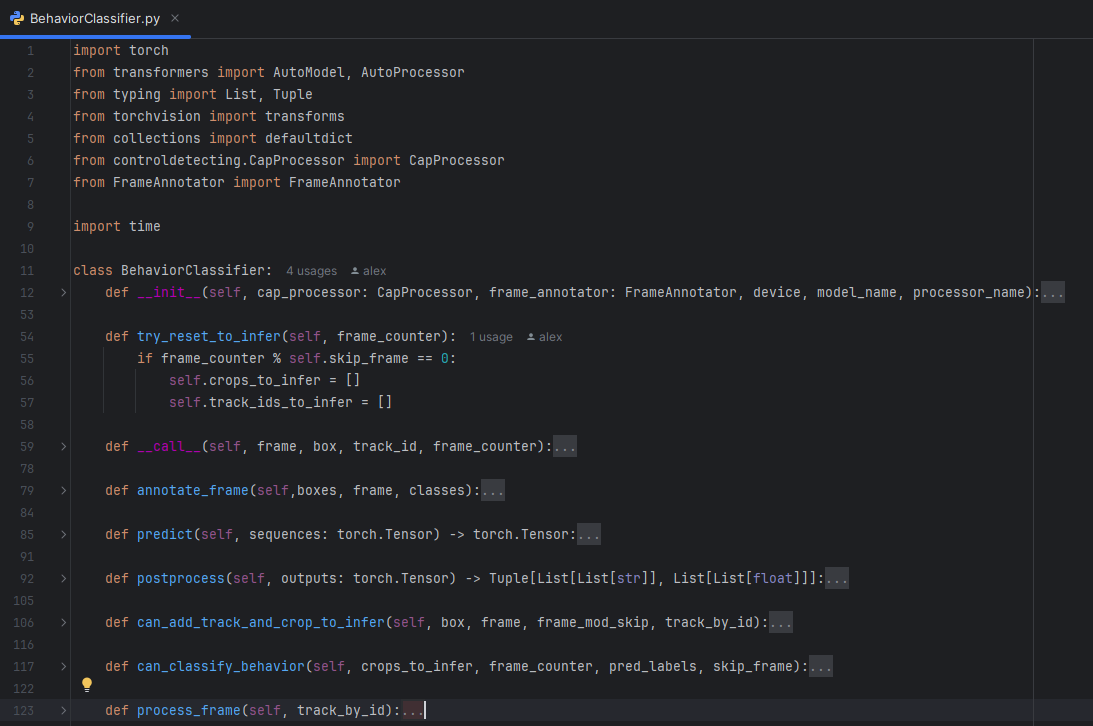 BehaviorClassifier.py ×
1 import torch
2 from transformers import AutoModel, AutoProcessor
3 from typing import List, Tuple
4 from torchvision import transforms
5 from collections import defaultdict
6 from controldetecting.CapProcessor import CapProcessor
7 from FrameAnnotator import FrameAnnotator
8
9 import time
10
11 class BehaviorClassifier: 4 usages alex
12 def __init__(self, cap_processor: CapProcessor, frame_annotator: FrameAnnotator, device, model_name, processor_name):...
53
54 def try_reset_to_infer(self, frame_counter): 1 usage alex
55 if frame_counter % self.skip_frame == 0:
56 self.crops_to_infer = []
57 self.track_ids_to_infer = []
58
59 def __call__(self, frame, box, track_id, frame_counter):...
78
79 def annotate_frame(self,boxes, frame, classes):...
84
85 def predict(self, sequences: torch.Tensor) -> torch.Tensor:...
91
92 def postprocess(self, outputs: torch.Tensor) -> Tuple[List[List[str]], List[List[float]]]:...
105
106 def can_add_track_and_crop_to_infer(self, box, frame, frame_mod_skip, track_by_id):...
116
117 def can_classify_behavior(self, crops_to_infer, frame_counter, pred_labels, skip_frame):...
122
123 def process_frame(self, track_by_id):...